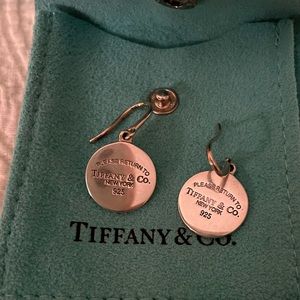 PLEASE RETURN TO
TIFFANY & CO.
NEW YORK
925
PLEASE RETURN TO
TIFFANY & CO.
NEW YORK
925
TIFFANY & CO.